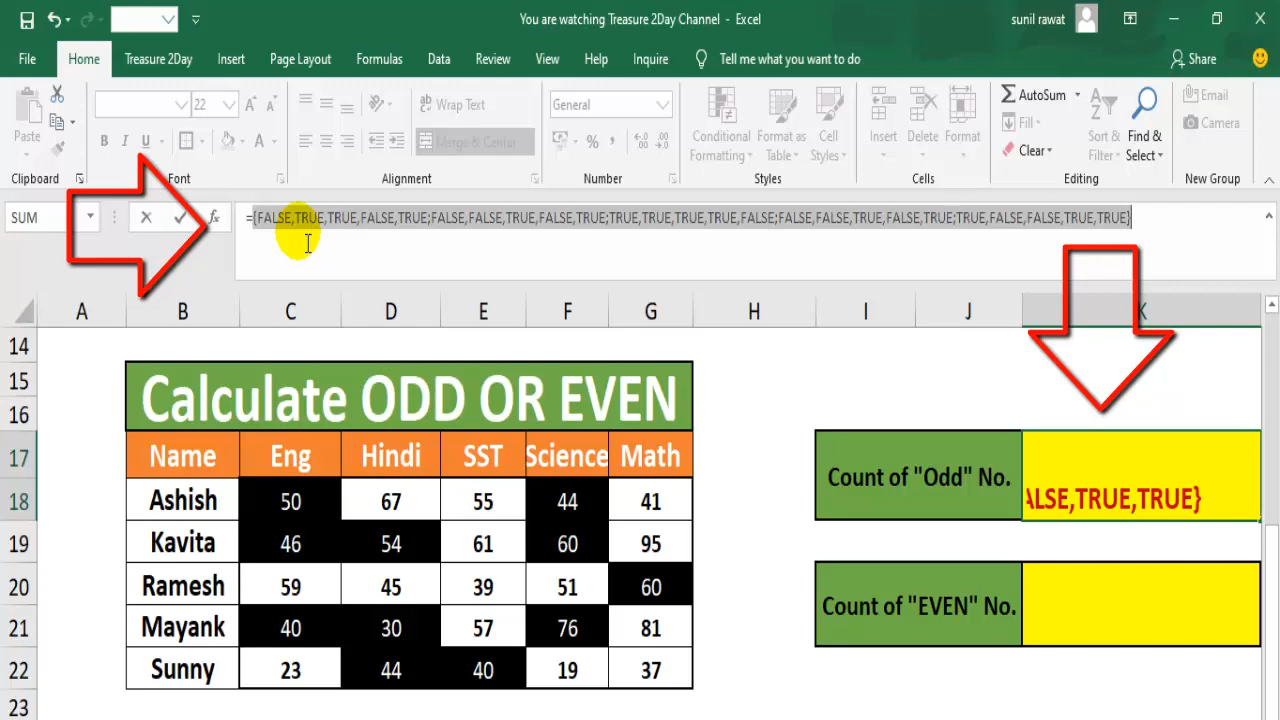 You are watching Treasure 2Day Channel - Excel
sunil rawat
File Home Treasure 2Day Insert Page Layout Formulas Data Review View Help Inquire Tell me what you want to do Share
22 Wrap Text General AutoSum Email
Paste Merge & Center Conditional Formatting Format as Table Cell Styles Insert Delete Format Fill Clear Sort & Filter Find & Select Camera
Clipboard Font Alignment Number Styles Cells Editing New Group
SUM fx ={FALSE,TRUE,TRUE,FALSE,TRUE;FALSE,FALSE,TRUE,FALSE,TRUE;TRUE,TRUE,TRUE,TRUE,FALSE;FALSE,FALSE,TRUE,FALSE,TRUE;TRUE,FALSE,FALSE,TRUE,TRUE}
A B C D E F G H I J K
14
15
Calculate ODD OR EVEN
16
17 Name Eng Hindi SST Science Math
Count of "Odd" No.
18 Ashish 50 67 55 44 41 ALSE,TRUE,TRUE}
19 Kavita 46 54 61 60 95
20 Ramesh 59 45 39 51 60
Count of "EVEN" No.
21 Mayank 40 30 57 76 81
22 Sunny 23 44 40 19 37
23